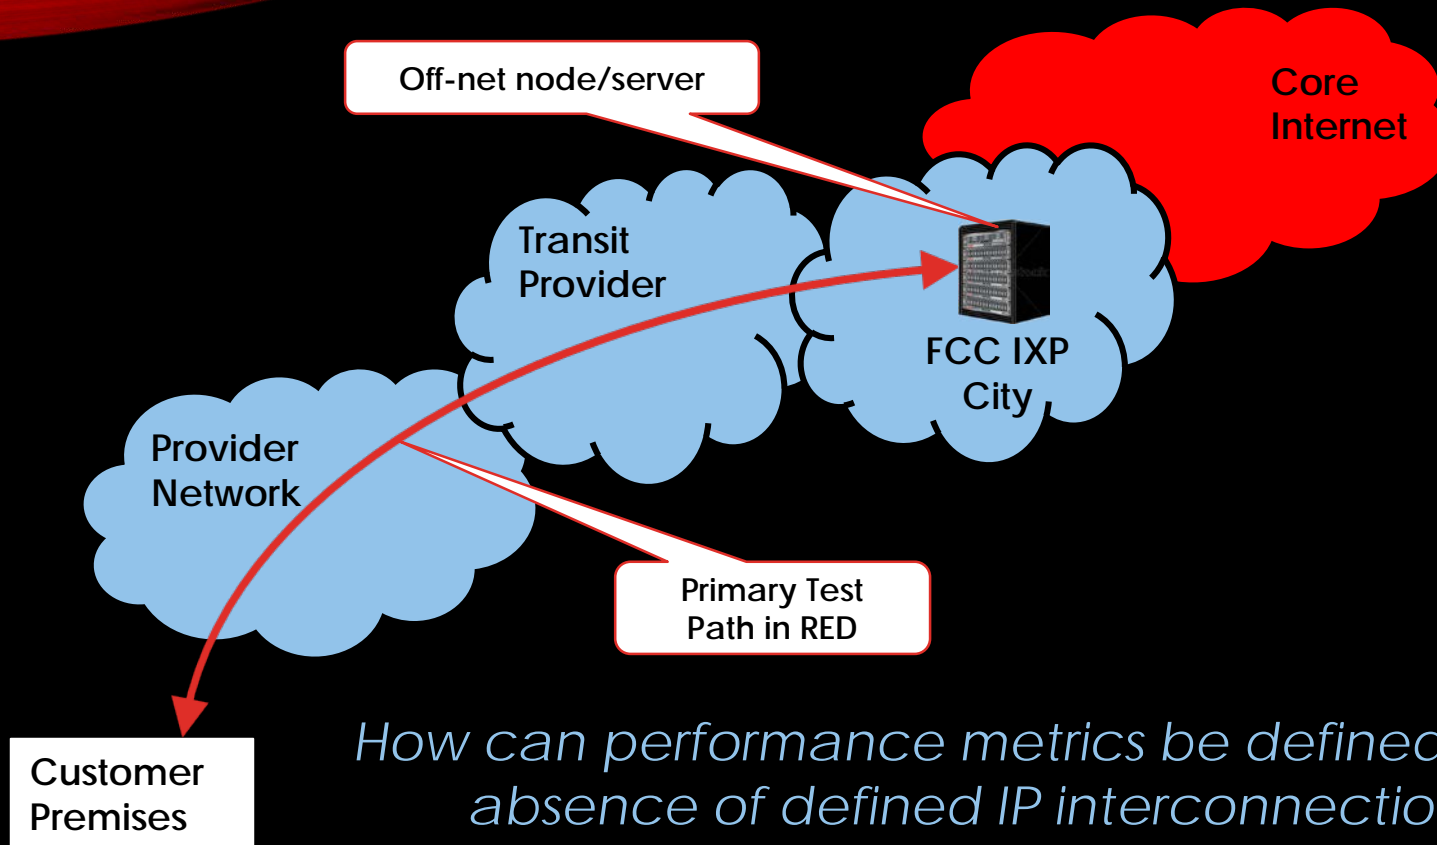 Off-net node/server
Core
Internet
Transit
Provider
FCC IXP
City
Provider
Network
Primary Test
Path in RED
Customer
Premises
How can performance metrics be defined
absence of defined IP interconnectio